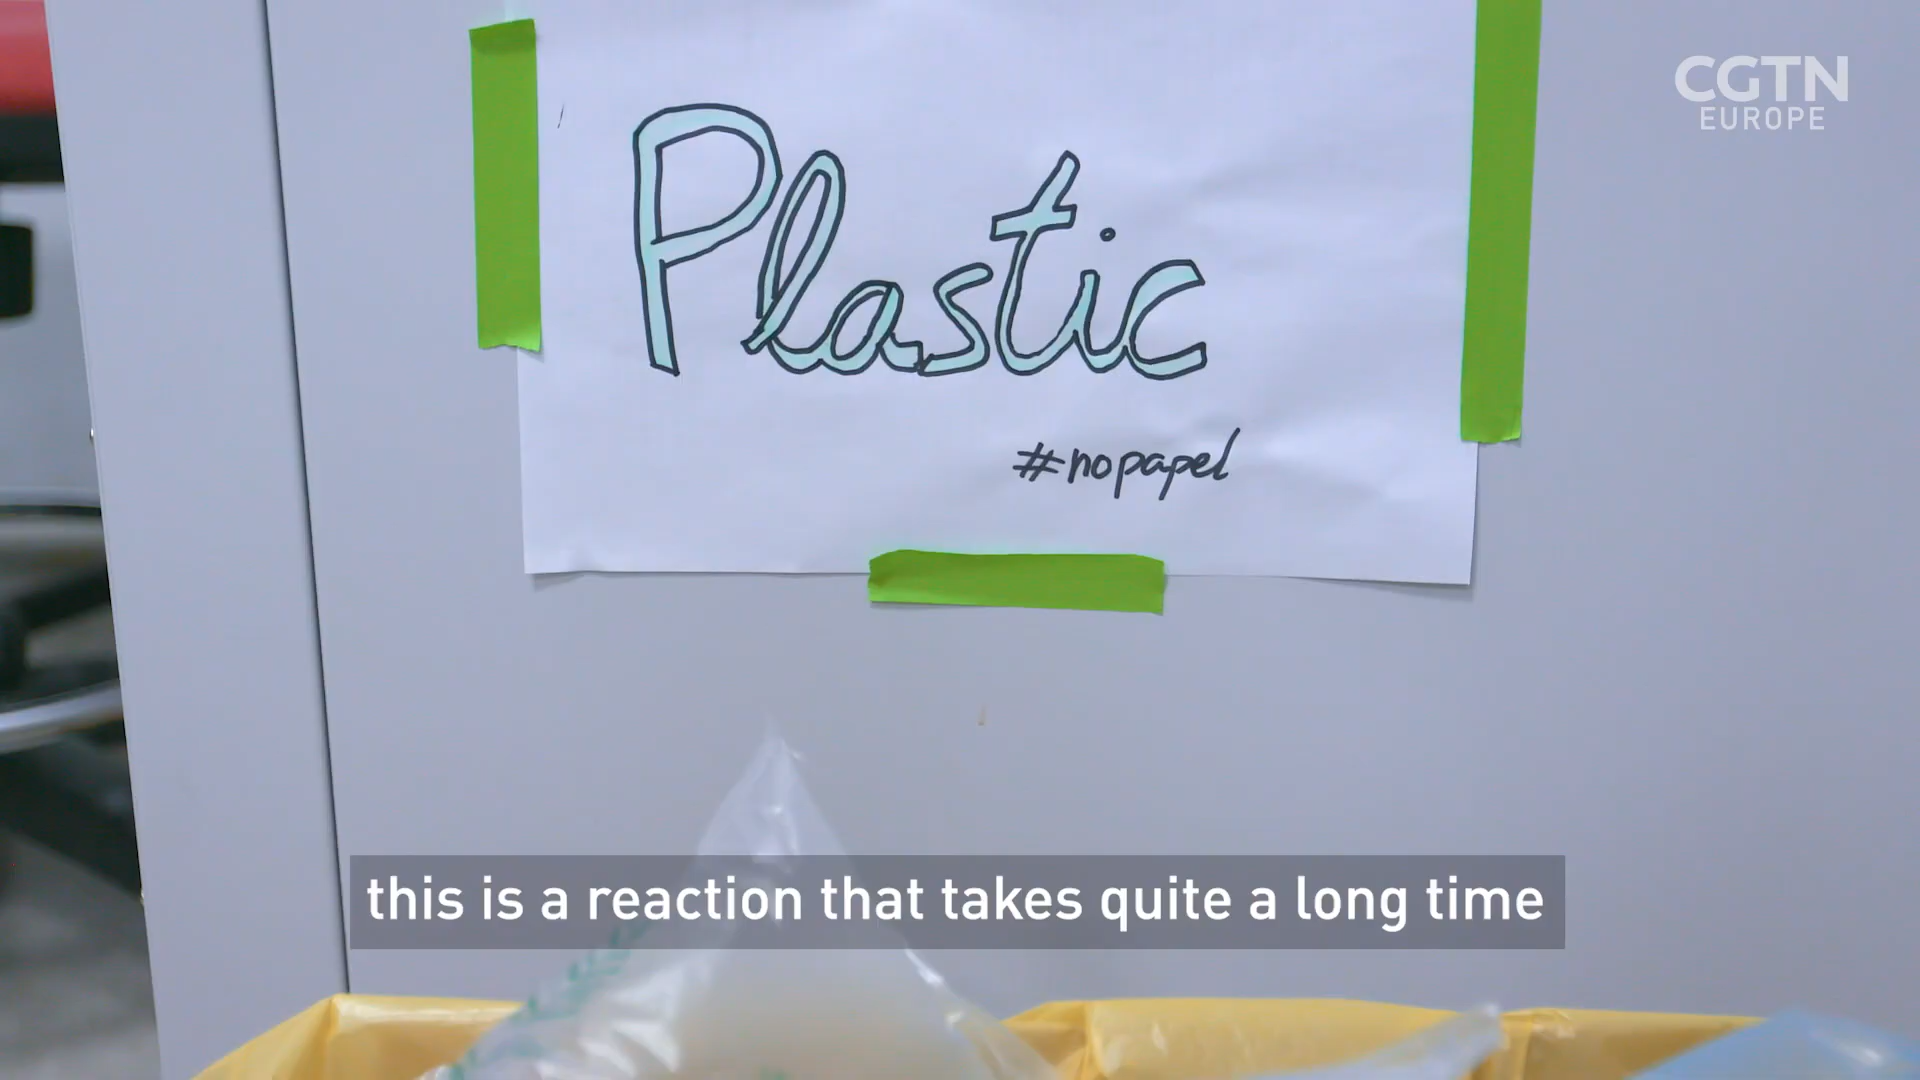 CGTN
EUROPE
Plastic
#nopapel
this is a reaction that takes quite a long time